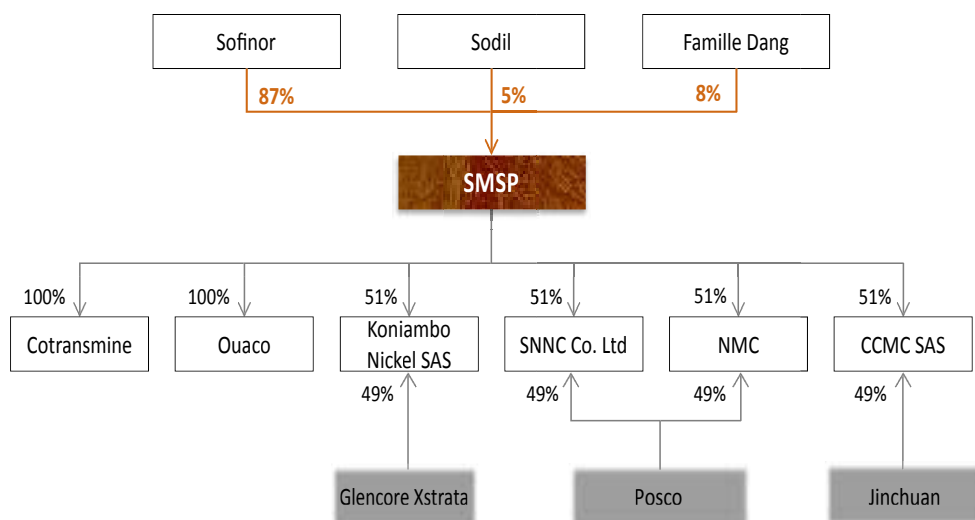 Sofinor
Sodil
Famille Dang
87%
5%
8%
SMSP
100%
100%
51%
51%
51%
51%
Cotransmine
Ouaco
Koniambo
Nickel SAS
SNNC Co. Ltd
NMC
CCMC SAS
49%
49%
49%
49%
Glencore Xstrata
Posco
Jinchuan